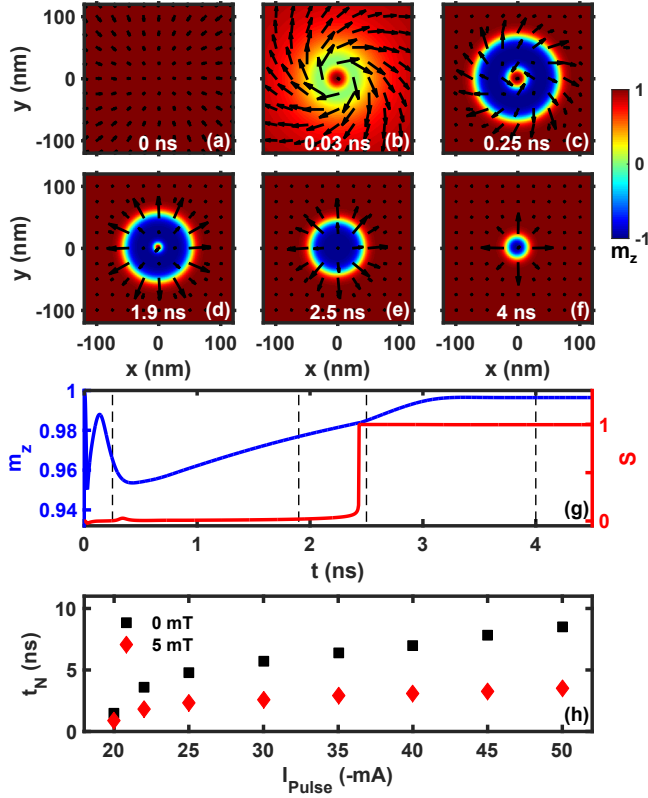 y (nm)
100
0
-100
0 ns
(a)
0.03 ns
(b)
0.25 ns
(c)
1
0
-1
m_z
y (nm)
100
0
-100
1.9 ns
(d)
2.5 ns
(e)
4 ns
(f)
-100 0 100
-100 0 100
-100 0 100
x (nm)
x (nm)
x (nm)
m_z
1
0.98
0.96
0.94
1
0
S
(g)
0 1 2 3 4
t (ns)
t_N (ns)
10
5
0
0 mT
5 mT
(h)
20 25 30 35 40 45 50
I_Pulse (-mA)